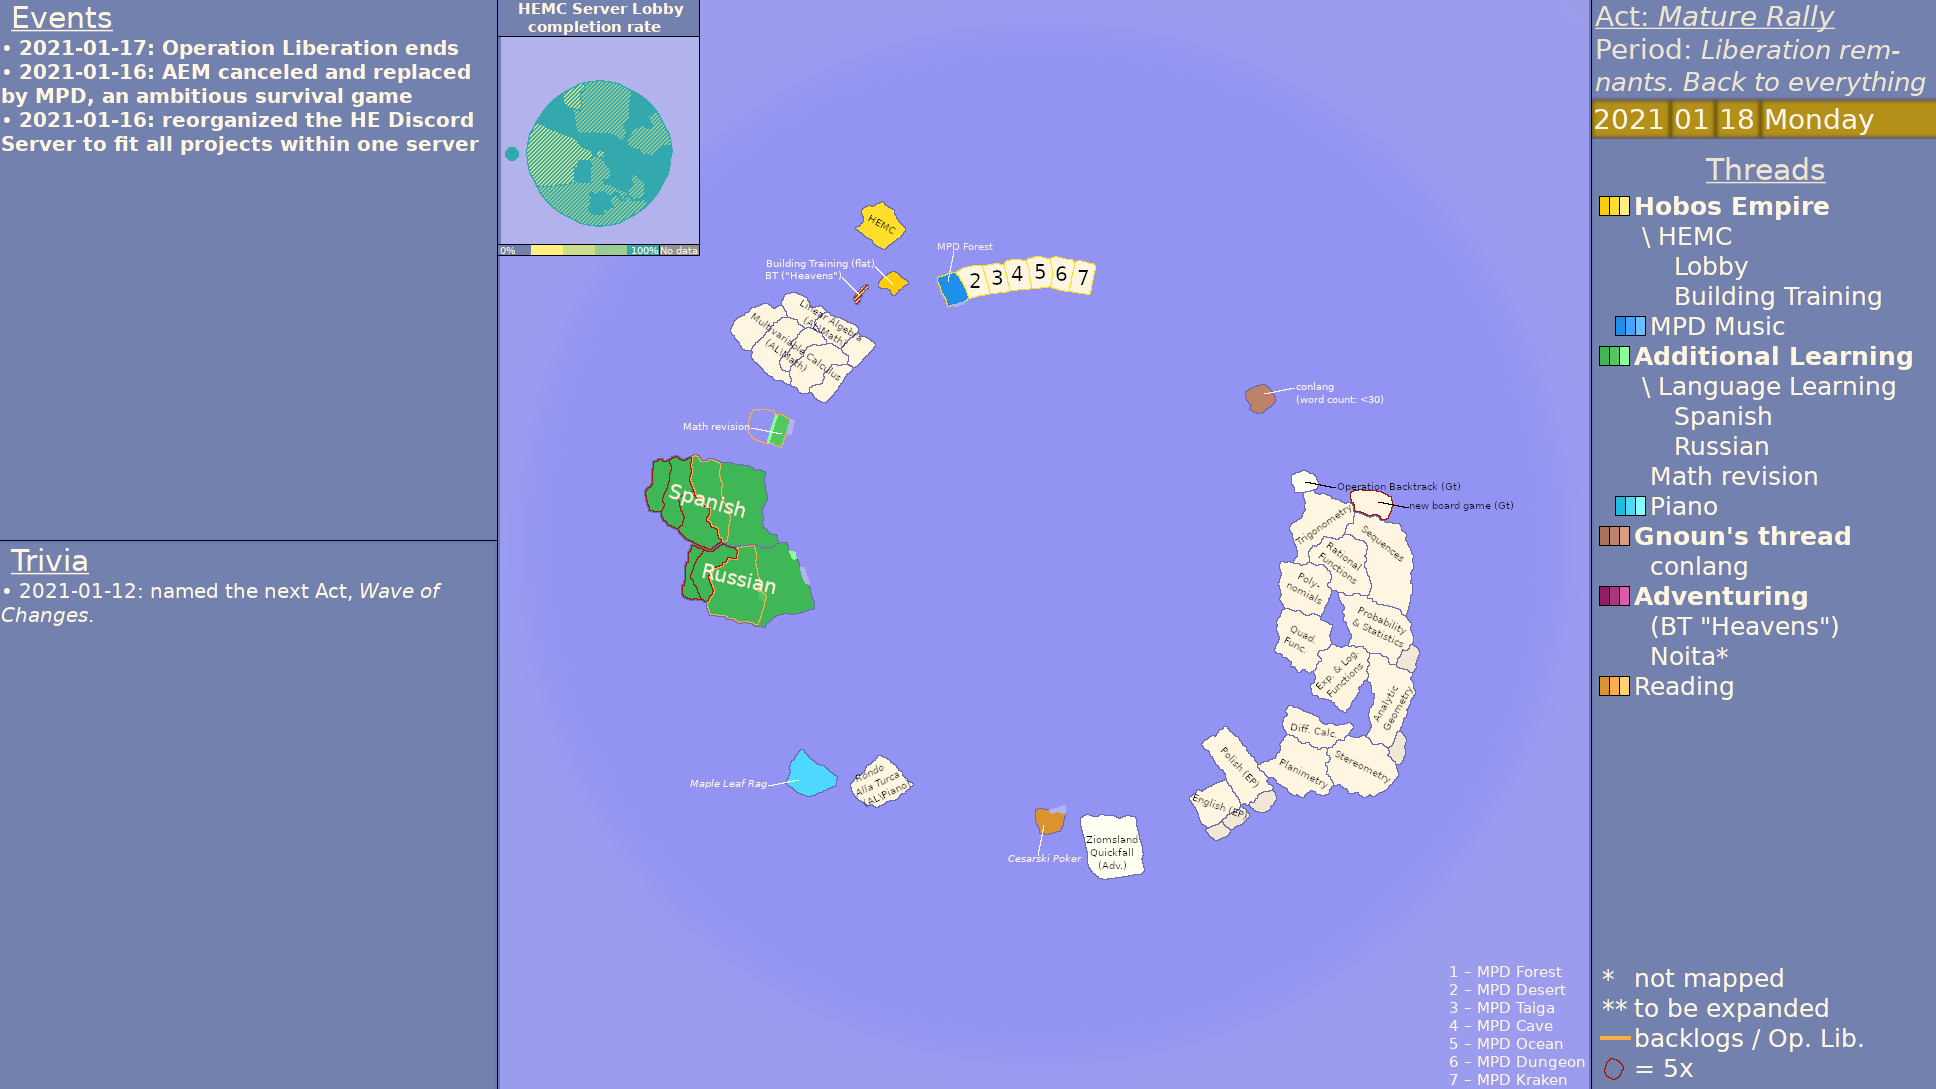 Events
• 2021-01-17: Operation Liberation ends
• 2021-01-16: AEM canceled and replaced
by MPD, an ambitious survival game
• 2021-01-16: reorganized the HE Discord
Server to fit all projects within one server
Trivia
• 2021-01-12: named the next Act, Wave of
Changes.
HEMC Server Lobby
completion rate
0%
100%
No data
HEMC
MPD Forest
Building Training (flat)
BT ("Heavens")
2
3
4
5
6
7
Linear Algebra
(AL\Math)
Multivariable Calculus
(AL\Math)
Math revision
Spanish
Russian
conlang
(word count: <30)
Operation Backtrack (Gt)
new board game (Gt)
Trigonometry
Sequences
Rational
Functions
Poly-
nomials
Probability
& Statistics
Quad.
Func.
Exp. & Log.
Functions
Analytic
Geometry
Diff. Calc.
Planimetry
Stereometry
Polish (EP)
English (EP)
Maple Leaf Rag
Rondo
Alla Turca
(AL\Piano)
Cesarski Poker
Ziomsland
Quickfall
(Adv.)
1 – MPD Forest
2 – MPD Desert
3 – MPD Taiga
4 – MPD Cave
5 – MPD Ocean
6 – MPD Dungeon
7 – MPD Kraken
Act: Mature Rally
Period: Liberation rem-
nants. Back to everything
2021 01 18 Monday
Threads
Hobos Empire
\ HEMC
Lobby
Building Training
MPD Music
Additional Learning
\ Language Learning
Spanish
Russian
Math revision
Piano
Gnoun's thread
conlang
Adventuring
(BT "Heavens")
Noita*
Reading
* not mapped
** to be expanded
backlogs / Op. Lib.
= 5x